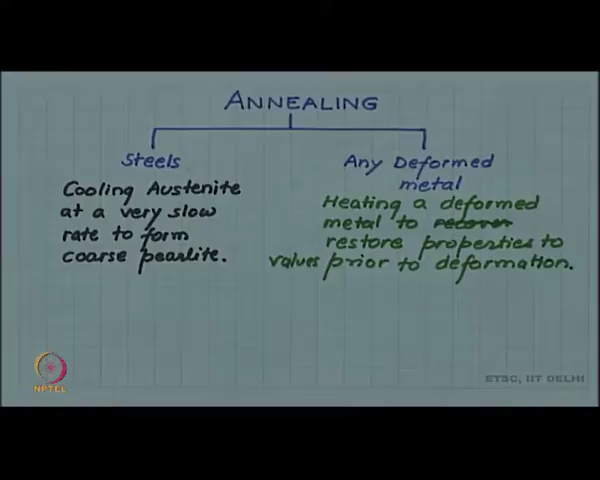 ANNEALING
Steels
Cooling Austenite
at a very slow
rate to form
coarse pearlite.
Any Deformed
metal
Heating a deformed
metal to recover
restore properties to
values prior to deformation.
NPTEL
ETSC, IIT DELHI